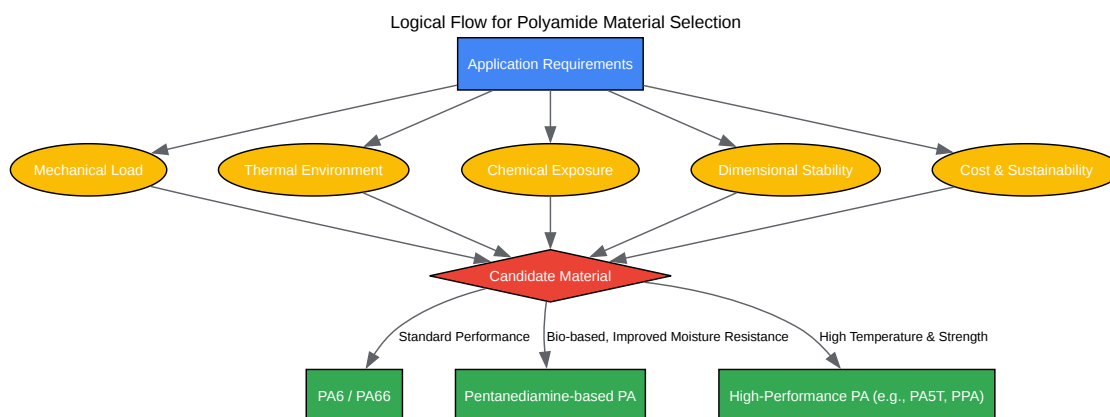 Logical Flow for Polyamide Material Selection
Application Requirements
Mechanical Load
Thermal Environment
Chemical Exposure
Dimensional Stability
Cost & Sustainability
Candidate Material
Standard Performance
Bio-based, Improved Moisture Resistance
High Temperature & Strength
PA6 / PA66
Pentanediamine-based PA
High-Performance PA (e.g., PA5T, PPA)